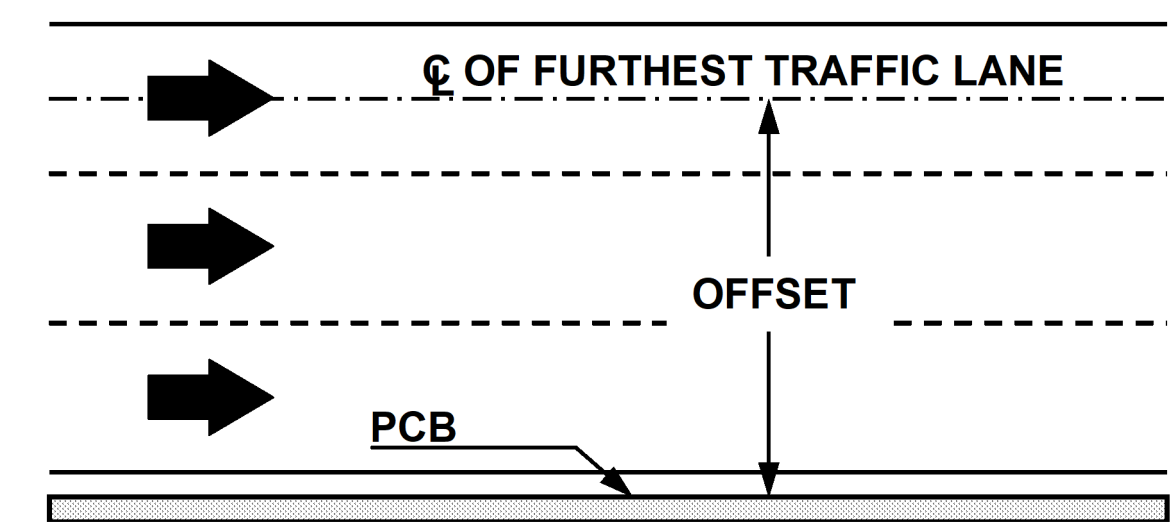 ℄ OF FURTHEST TRAFFIC LANE
OFFSET
PCB